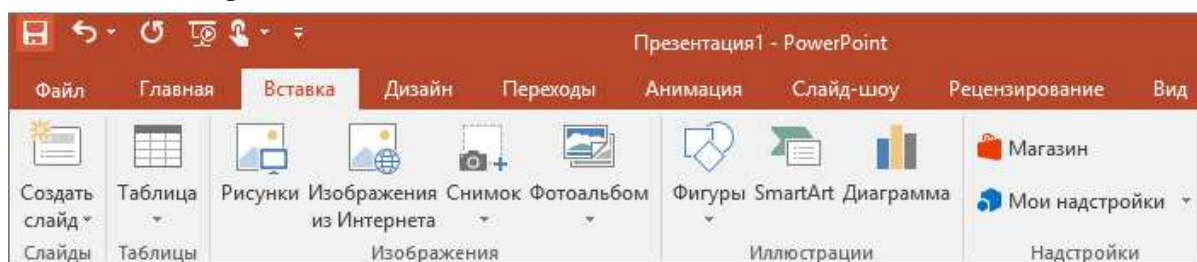 Презентация1 - PowerPoint
Файл Главная Вставка Дизайн Переходы Анимация Слайд-шоу Рецензирование Вид
Создать слайд
Таблица
Рисунки
Изображения из Интернета
Снимок
Фотоальбом
Фигуры
SmartArt
Диаграмма
Магазин
Мои надстройки
Слайды Таблицы Изображения Иллюстрации Надстройки